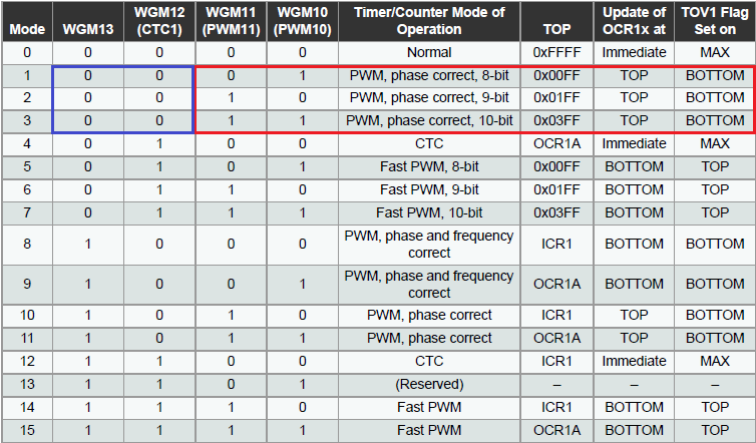 Mode WGM13 WGM12 (CTC1) WGM11 (PWM11) WGM10 (PWM10) Timer/Counter Mode of Operation TOP Update of OCR1x at TOV1 Flag Set on
0 0 0 0 0 Normal 0xFFFF Immediate MAX
1 0 0 0 1 PWM, phase correct, 8-bit 0x00FF TOP BOTTOM
2 0 0 1 0 PWM, phase correct, 9-bit 0x01FF TOP BOTTOM
3 0 0 1 1 PWM, phase correct, 10-bit 0x03FF TOP BOTTOM
4 0 1 0 0 CTC OCR1A Immediate MAX
5 0 1 0 1 Fast PWM, 8-bit 0x00FF BOTTOM TOP
6 0 1 1 0 Fast PWM, 9-bit 0x01FF BOTTOM TOP
7 0 1 1 1 Fast PWM, 10-bit 0x03FF BOTTOM TOP
8 1 0 0 0 PWM, phase and frequency correct ICR1 BOTTOM BOTTOM
9 1 0 0 1 PWM, phase and frequency correct OCR1A BOTTOM BOTTOM
10 1 0 1 0 PWM, phase correct ICR1 TOP BOTTOM
11 1 0 1 1 PWM, phase correct OCR1A TOP BOTTOM
12 1 1 0 0 CTC ICR1 Immediate MAX
13 1 1 0 1 (Reserved) – – –
14 1 1 1 0 Fast PWM ICR1 BOTTOM TOP
15 1 1 1 1 Fast PWM OCR1A BOTTOM TOP